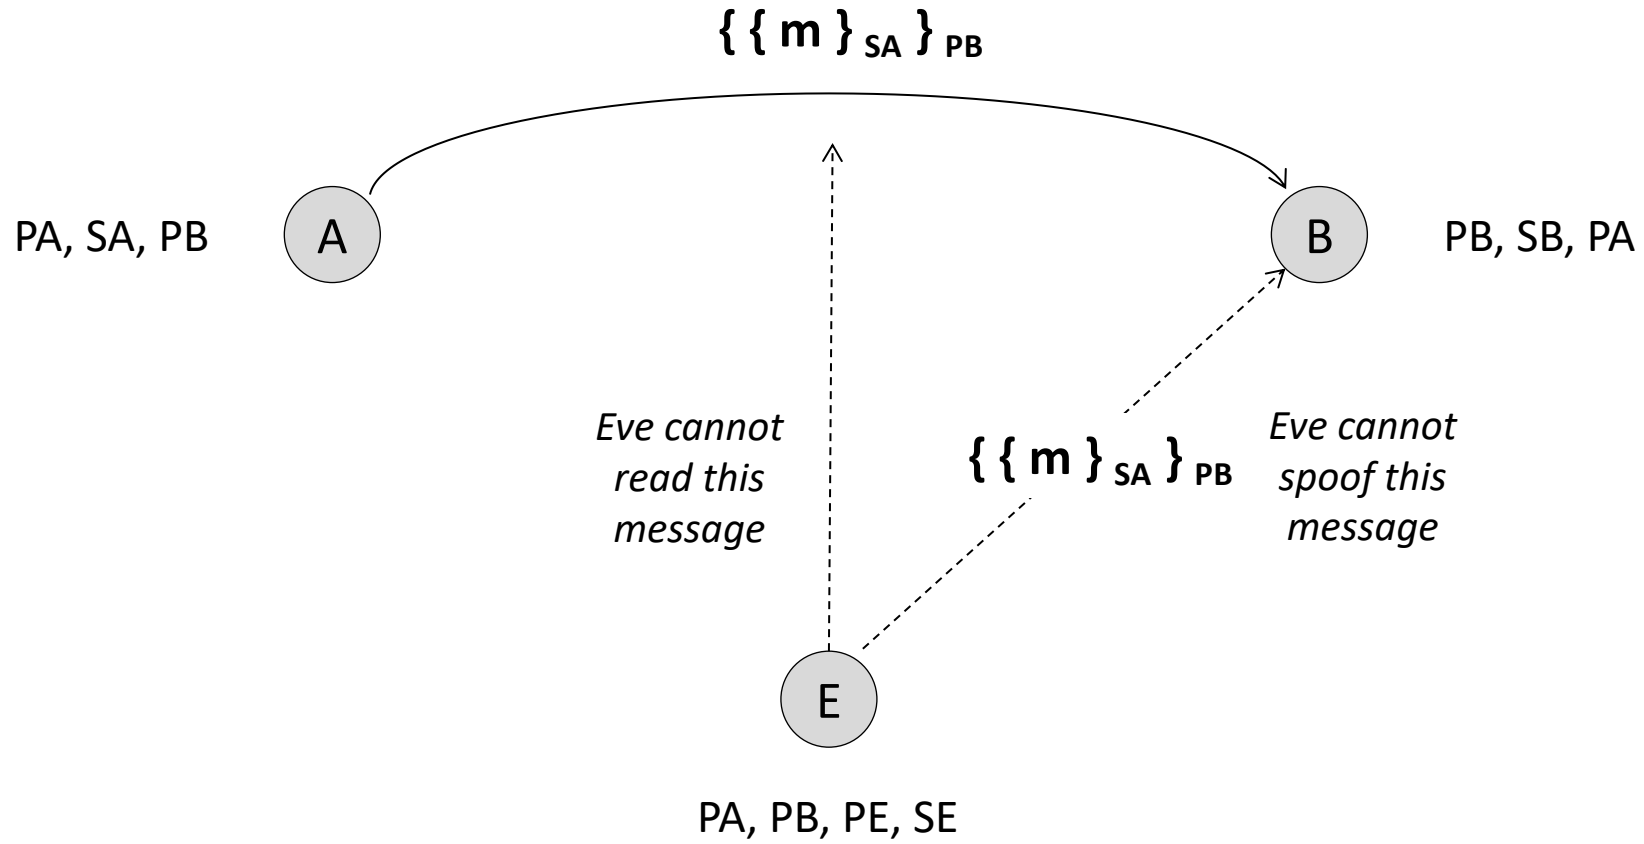 { { m } SA } PB
PA, SA, PB
A
B
PB, SB, PA
Eve cannot
read this
message
{ { m } SA } PB
Eve cannot
spoof this
message
E
PA, PB, PE, SE